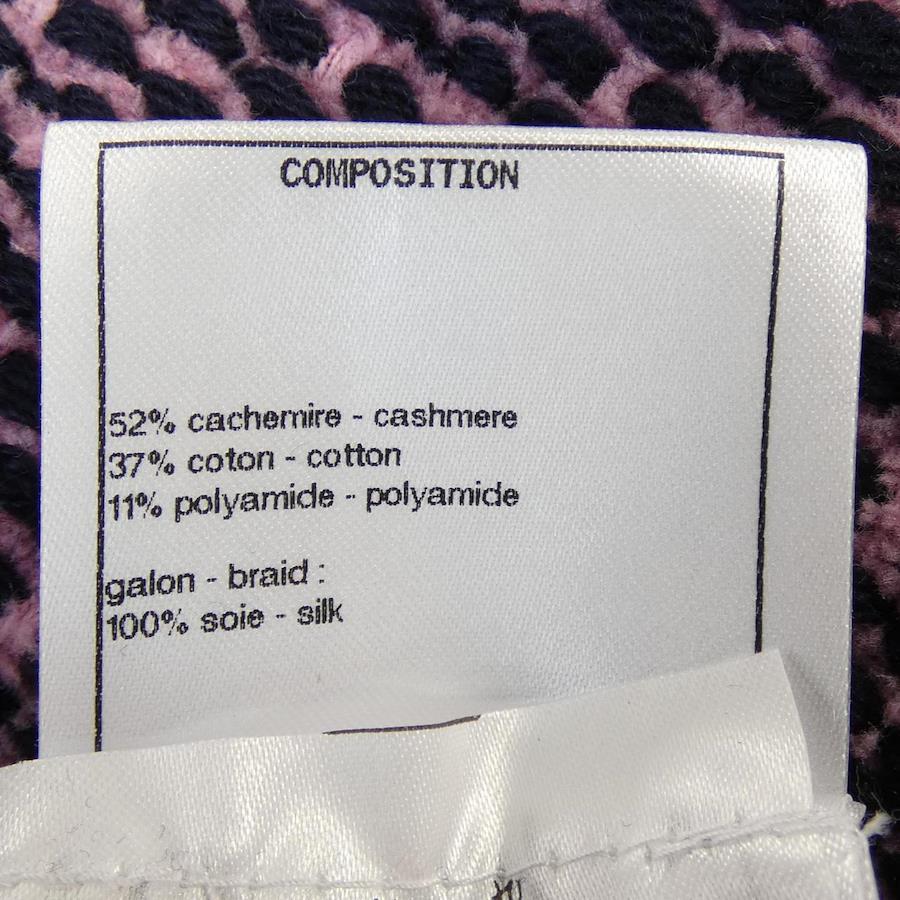 COMPOSITION
52% cachemire - cashmere
37% coton - cotton
11% polyamide - polyamide
galon - braid :
100% soie - silk